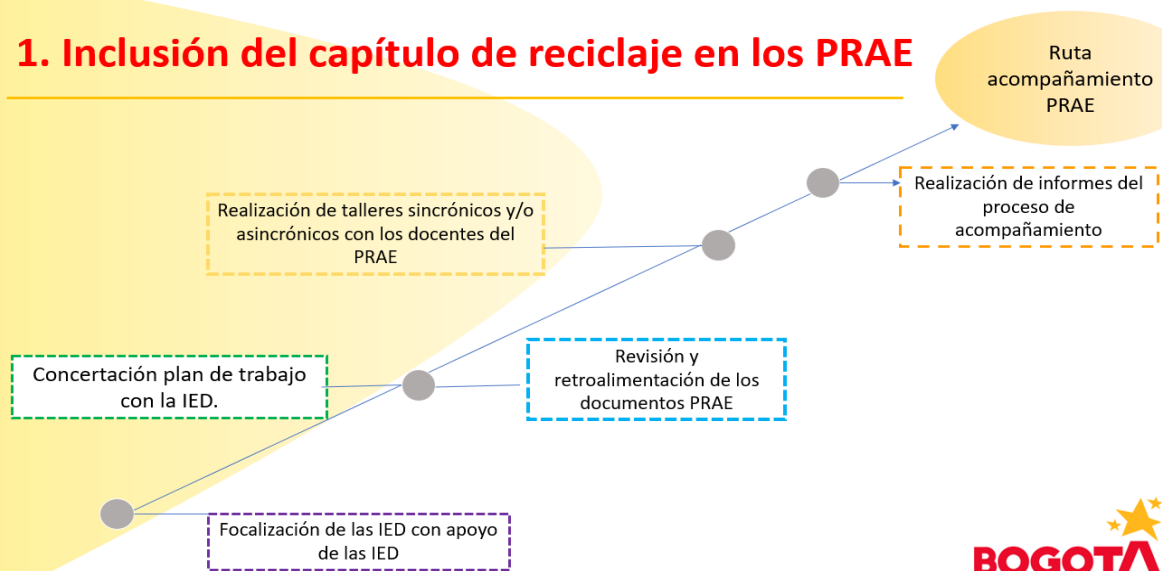 1. Inclusión del capítulo de reciclaje en los PRAE
Ruta
acompañamiento
PRAE
Realización de informes del
proceso de
acompañamiento
Realización de talleres sincrónicos y/o
asincrónicos con los docentes del
PRAE
Revisión y
retroalimentación de los
documentos PRAE
Concertación plan de trabajo
con la IED.
Focalización de las IED con apoyo
de las IED
BOGOTÁ